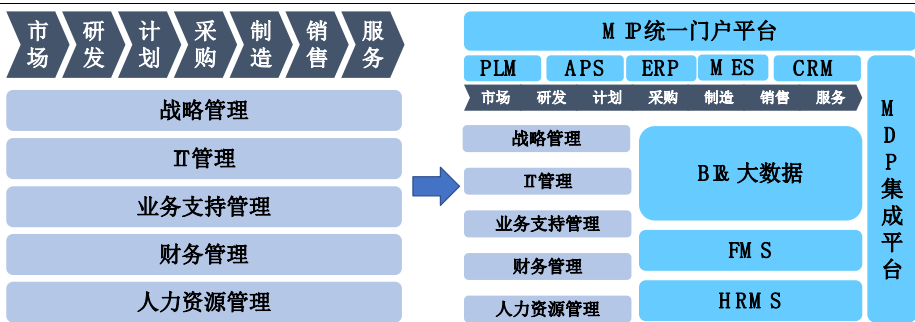 市场 研发 计划 采购 制造 销售 服务
战略管理
IT管理
业务支持管理
财务管理
人力资源管理
MIP统一门户平台
PLM APS ERP MES CRM
市场 研发 计划 采购 制造 销售 服务
战略管理
IT管理
业务支持管理
财务管理
人力资源管理
BI& 大数据
FMS
HRMS
MDP集成平台